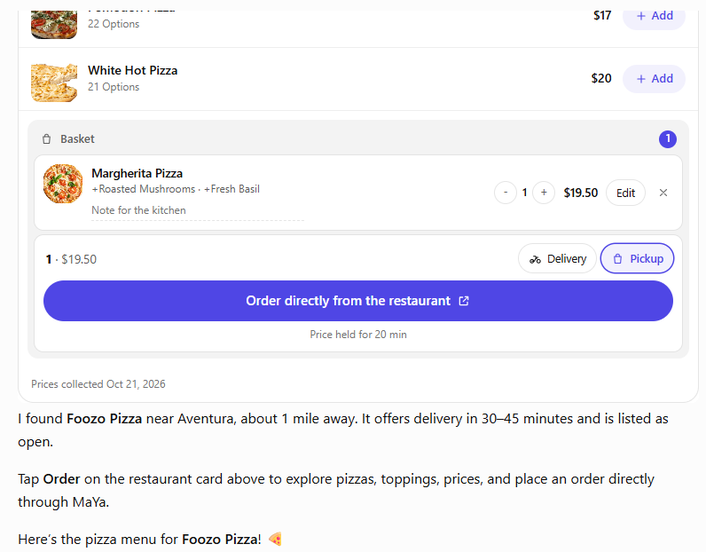 22 Options
$17
+ Add
White Hot Pizza
21 Options
$20
+ Add
Basket
1
Margherita Pizza
+Roasted Mushrooms · +Fresh Basil
Note for the kitchen
- 1 +
$19.50
Edit
×
1 · $19.50
Delivery
Pickup
Order directly from the restaurant
Price held for 20 min
Prices collected Oct 21, 2026
I found Foozo Pizza near Aventura, about 1 mile away. It offers delivery in 30–45 minutes and is listed as
open.
Tap Order on the restaurant card above to explore pizzas, toppings, prices, and place an order directly
through MaYa.
Here's the pizza menu for Foozo Pizza! 🍕